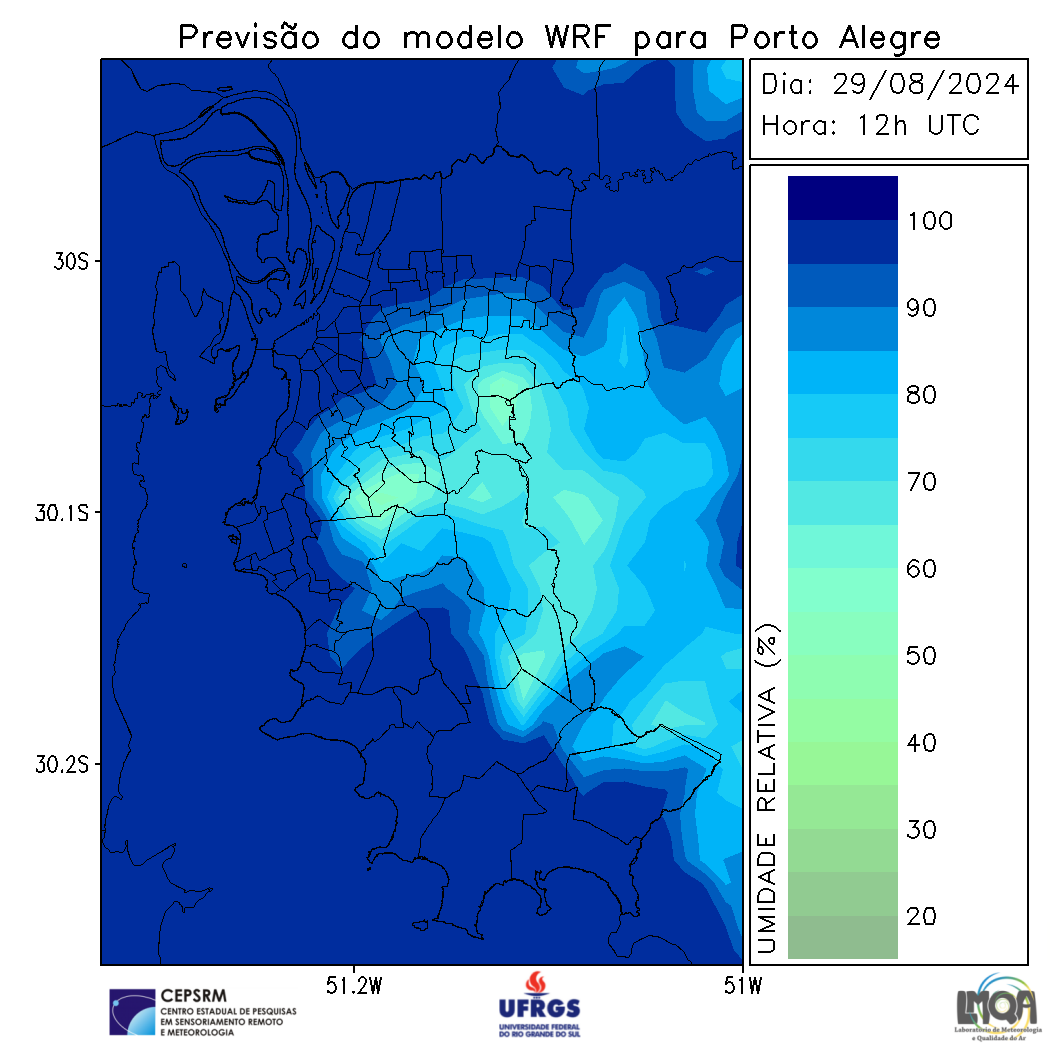 Previsão do modelo WRF para Porto Alegre
Dia: 29/08/2024
Hora: 12h UTC
100
90
80
70
60
50
40
30
20
UMIDADE RELATIVA (%)
30S
30.1S
30.2S
51.2W
51W
CEPSRM
CENTRO ESTADUAL DE PESQUISAS
EM SENSORIAMENTO REMOTO
E METEOROLOGIA
UFRGS
UNIVERSIDADE FEDERAL
DO RIO GRANDE DO SUL
LMQA
Laboratório de Meteorologia
e Qualidade do Ar